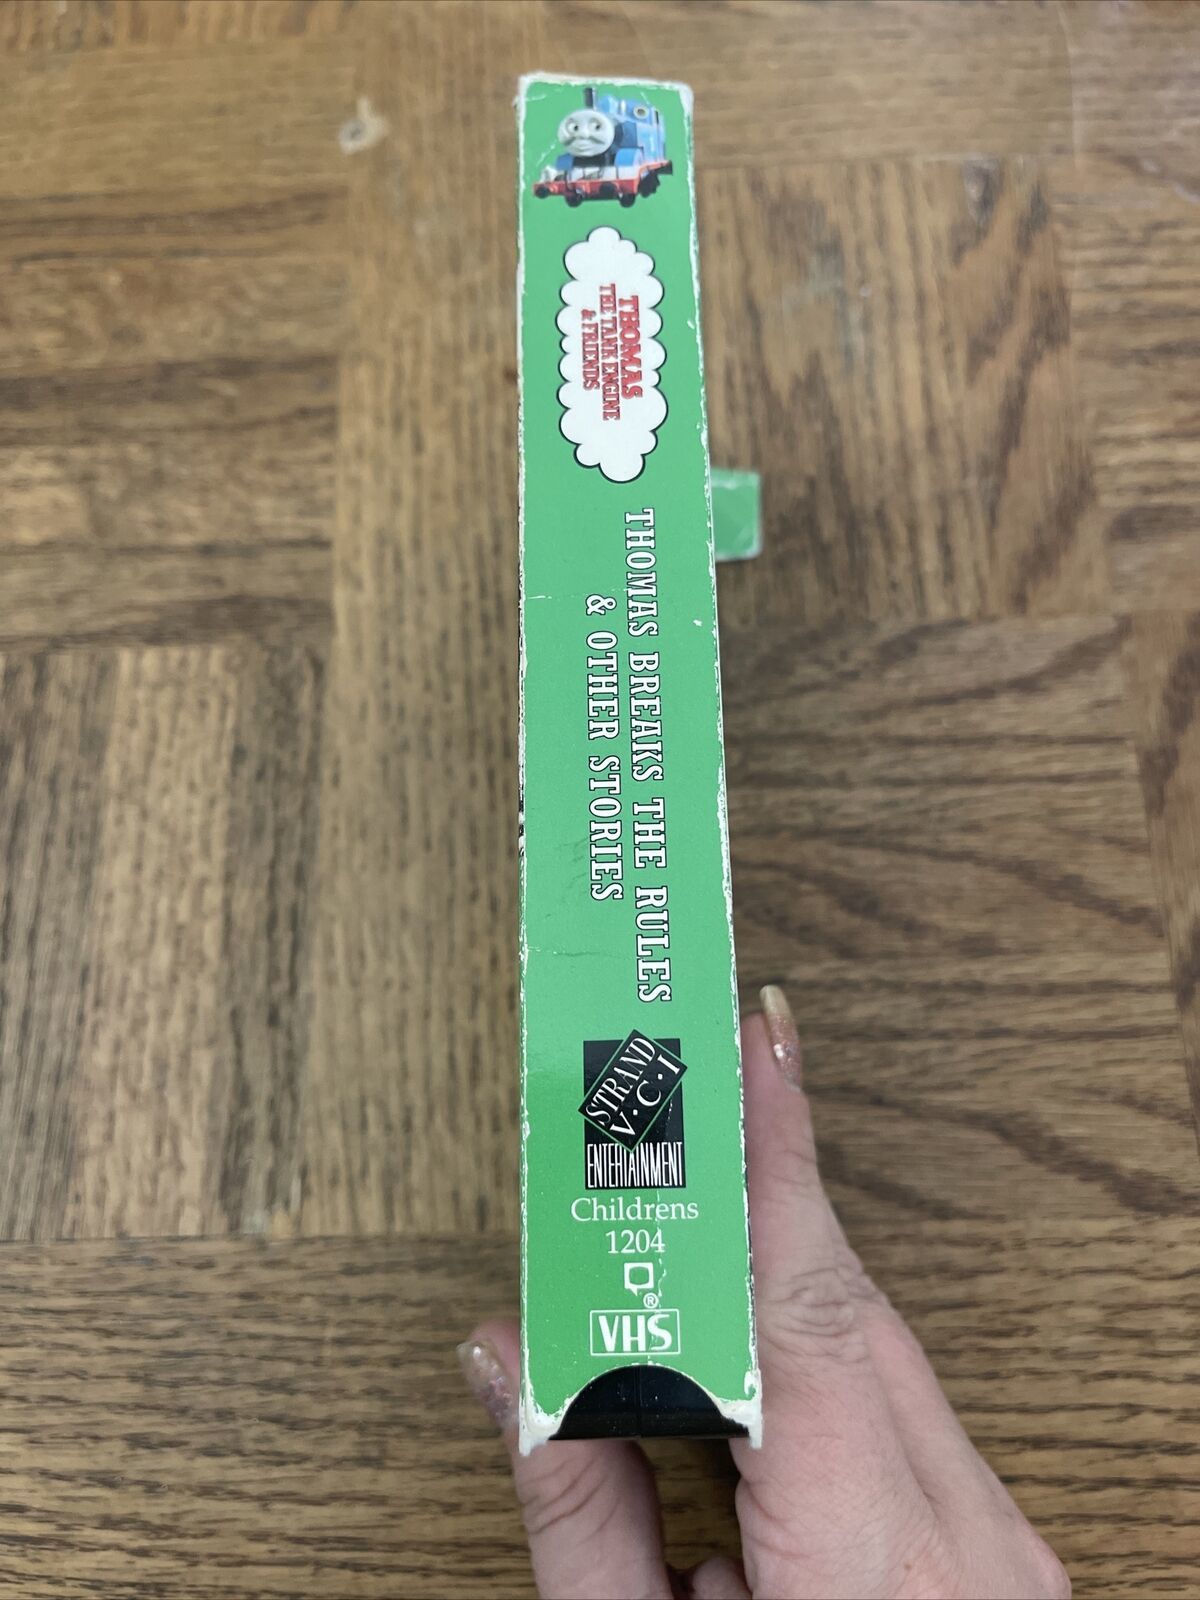 THOMAS
THE TANK ENGINE
& FRIENDS
THOMAS BREAKS THE RULES
& OTHER STORIES
STRAND
V·C·I
ENTERTAINMENT
Childrens
1204
®
VHS